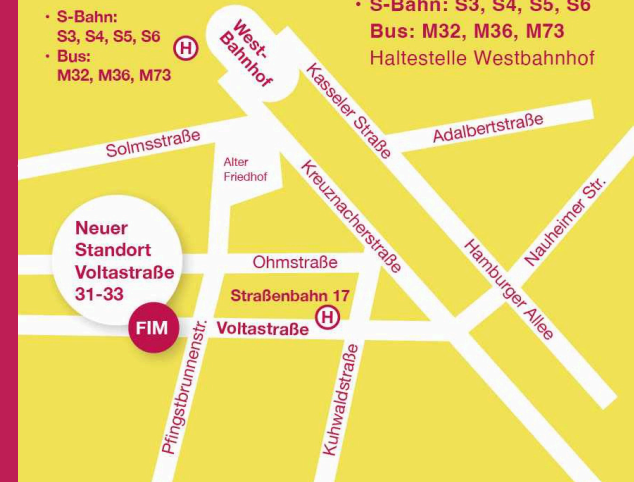 • S-Bahn:
S3, S4, S5, S6
• Bus:
M32, M36, M73
H
West-
Bahnhof
• S-Bahn: S3, S4, S5, S6
Bus: M32, M36, M73
Haltestelle Westbahnhof
Kasseler Straße
Adalbertstraße
Solmsstraße
Alter
Friedhof
Kreuznacherstraße
Nauheimer Str.
Hamburger Allee
Neuer
Standort
Voltastraße
31-33
Ohmstraße
Straßenbahn 17
H
FIM
Voltastraße
Pfingstbrunnenstr.
Kuhwaldstraße